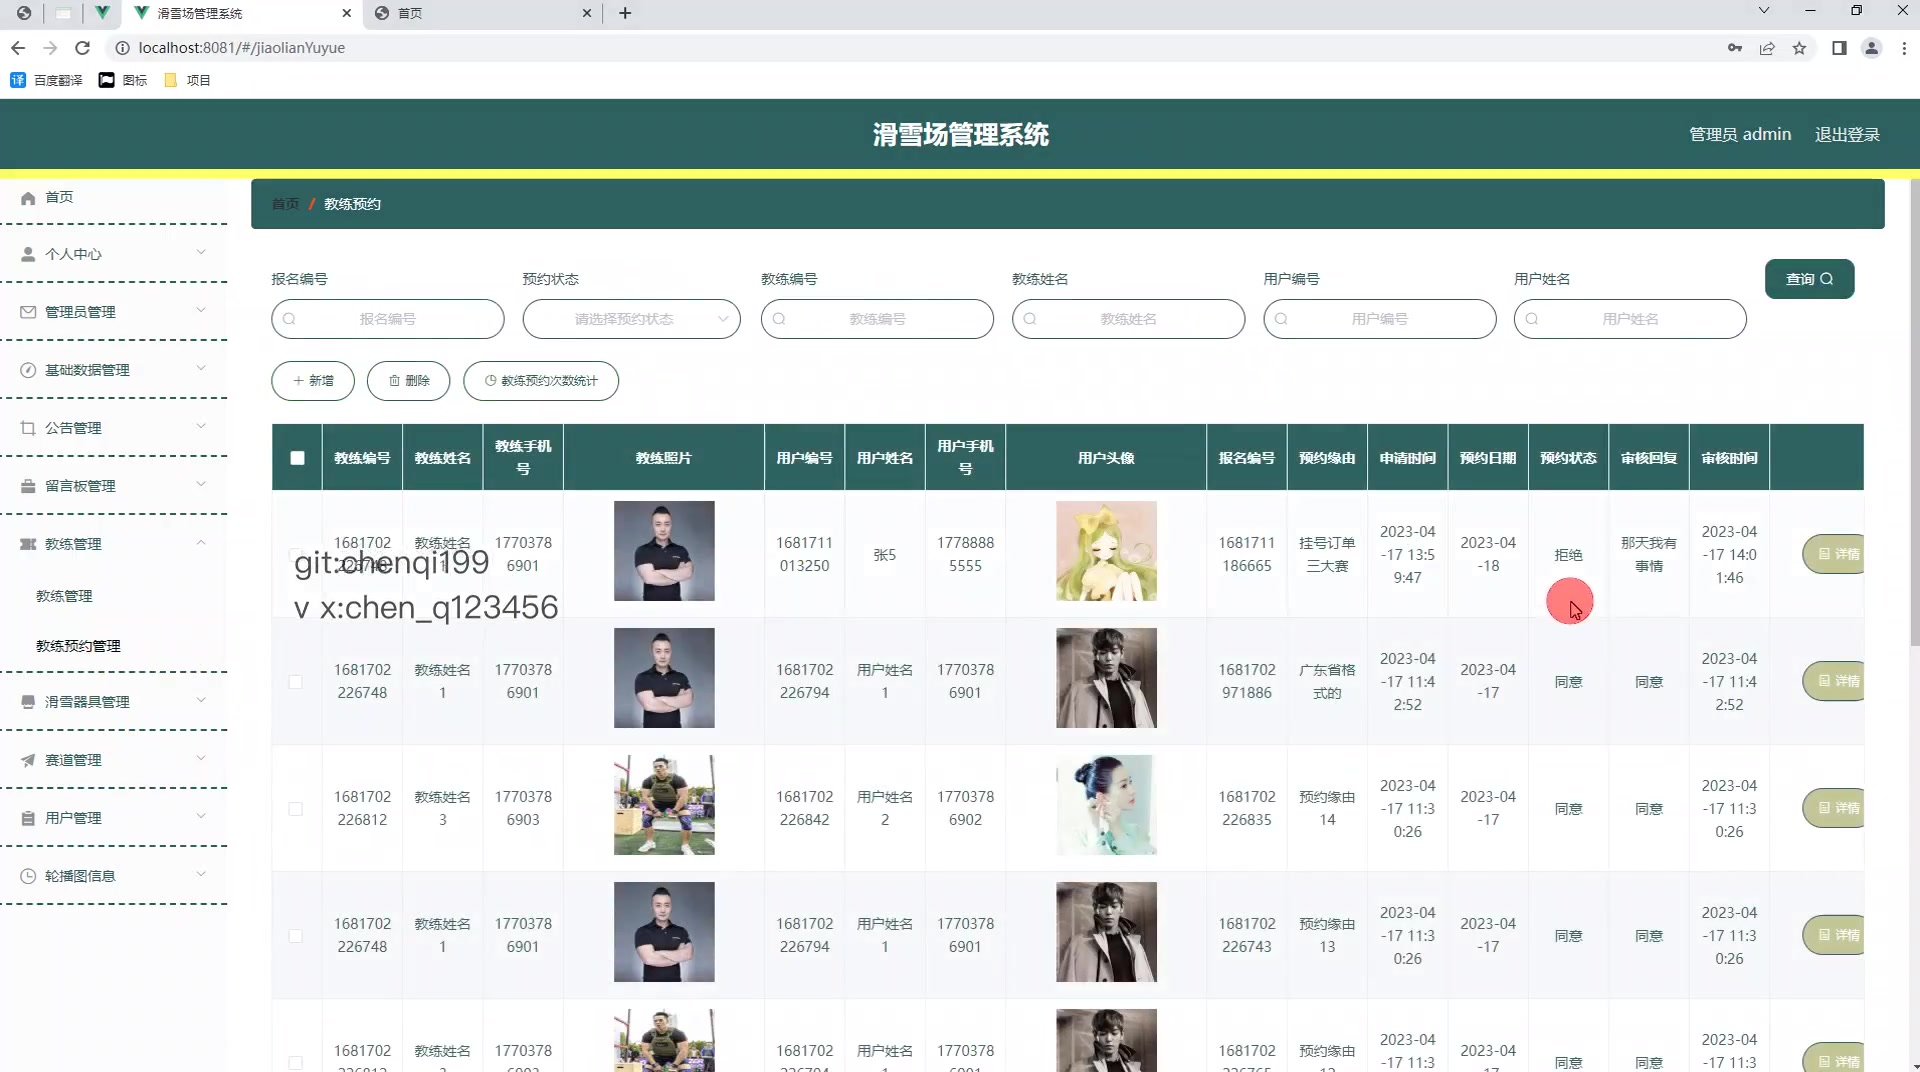 滑雪场管理系统
首页
localhost:8081/#/jiaolianYuyue
百度翻译
图标
项目
滑雪场管理系统
管理员 admin
退出登录
首页 / 教练预约
首页
个人中心
管理员管理
基础数据管理
公告管理
留言板管理
教练管理
教练管理
教练预约管理
滑雪器具管理
赛道管理
用户管理
轮播图信息
报名编号
预约状态
教练编号
教练姓名
用户编号
用户姓名
查询
报名编号
请选择预约状态
教练编号
教练姓名
用户编号
用户姓名
新增
删除
教练预约次数统计
教练编号
教练姓名
教练手机
号
教练照片
用户编号
用户姓名
用户手机
号
用户头像
报名编号
预约缘由
申请时间
预约日期
预约状态
审核回复
审核时间
1681702
226748
教练姓名
1770378
6901
1681711
013250
张5
1778888
5555
1681711
186665
挂号订单
三大赛
2023-04
-17 13:5
9:47
2023-04
-18
拒绝
那天我有
事情
2023-04
-17 14:0
1:46
详情
git:chenqi199
v x:chen_q123456
1681702
226748
教练姓名
1
1770378
6901
1681702
226794
用户姓名
1
1770378
6901
1681702
971886
广东省格
式的
2023-04
-17 11:4
2:52
2023-04
-17
同意
同意
2023-04
-17 11:4
2:52
详情
1681702
226812
教练姓名
3
1770378
6903
1681702
226842
用户姓名
2
1770378
6902
1681702
226835
预约缘由
14
2023-04
-17 11:3
0:26
2023-04
-17
同意
同意
2023-04
-17 11:3
0:26
详情
1681702
226748
教练姓名
1
1770378
6901
1681702
226794
用户姓名
1
1770378
6901
1681702
226743
预约缘由
13
2023-04
-17 11:3
0:26
2023-04
-17
同意
同意
2023-04
-17 11:3
0:26
详情
1681702
教练姓名
1770378
1681702
用户姓名
1770378
1681702
预约缘由
2023-04
-17 11:3
2023-04
同意
同意
2023-04
-17 11:3
详情